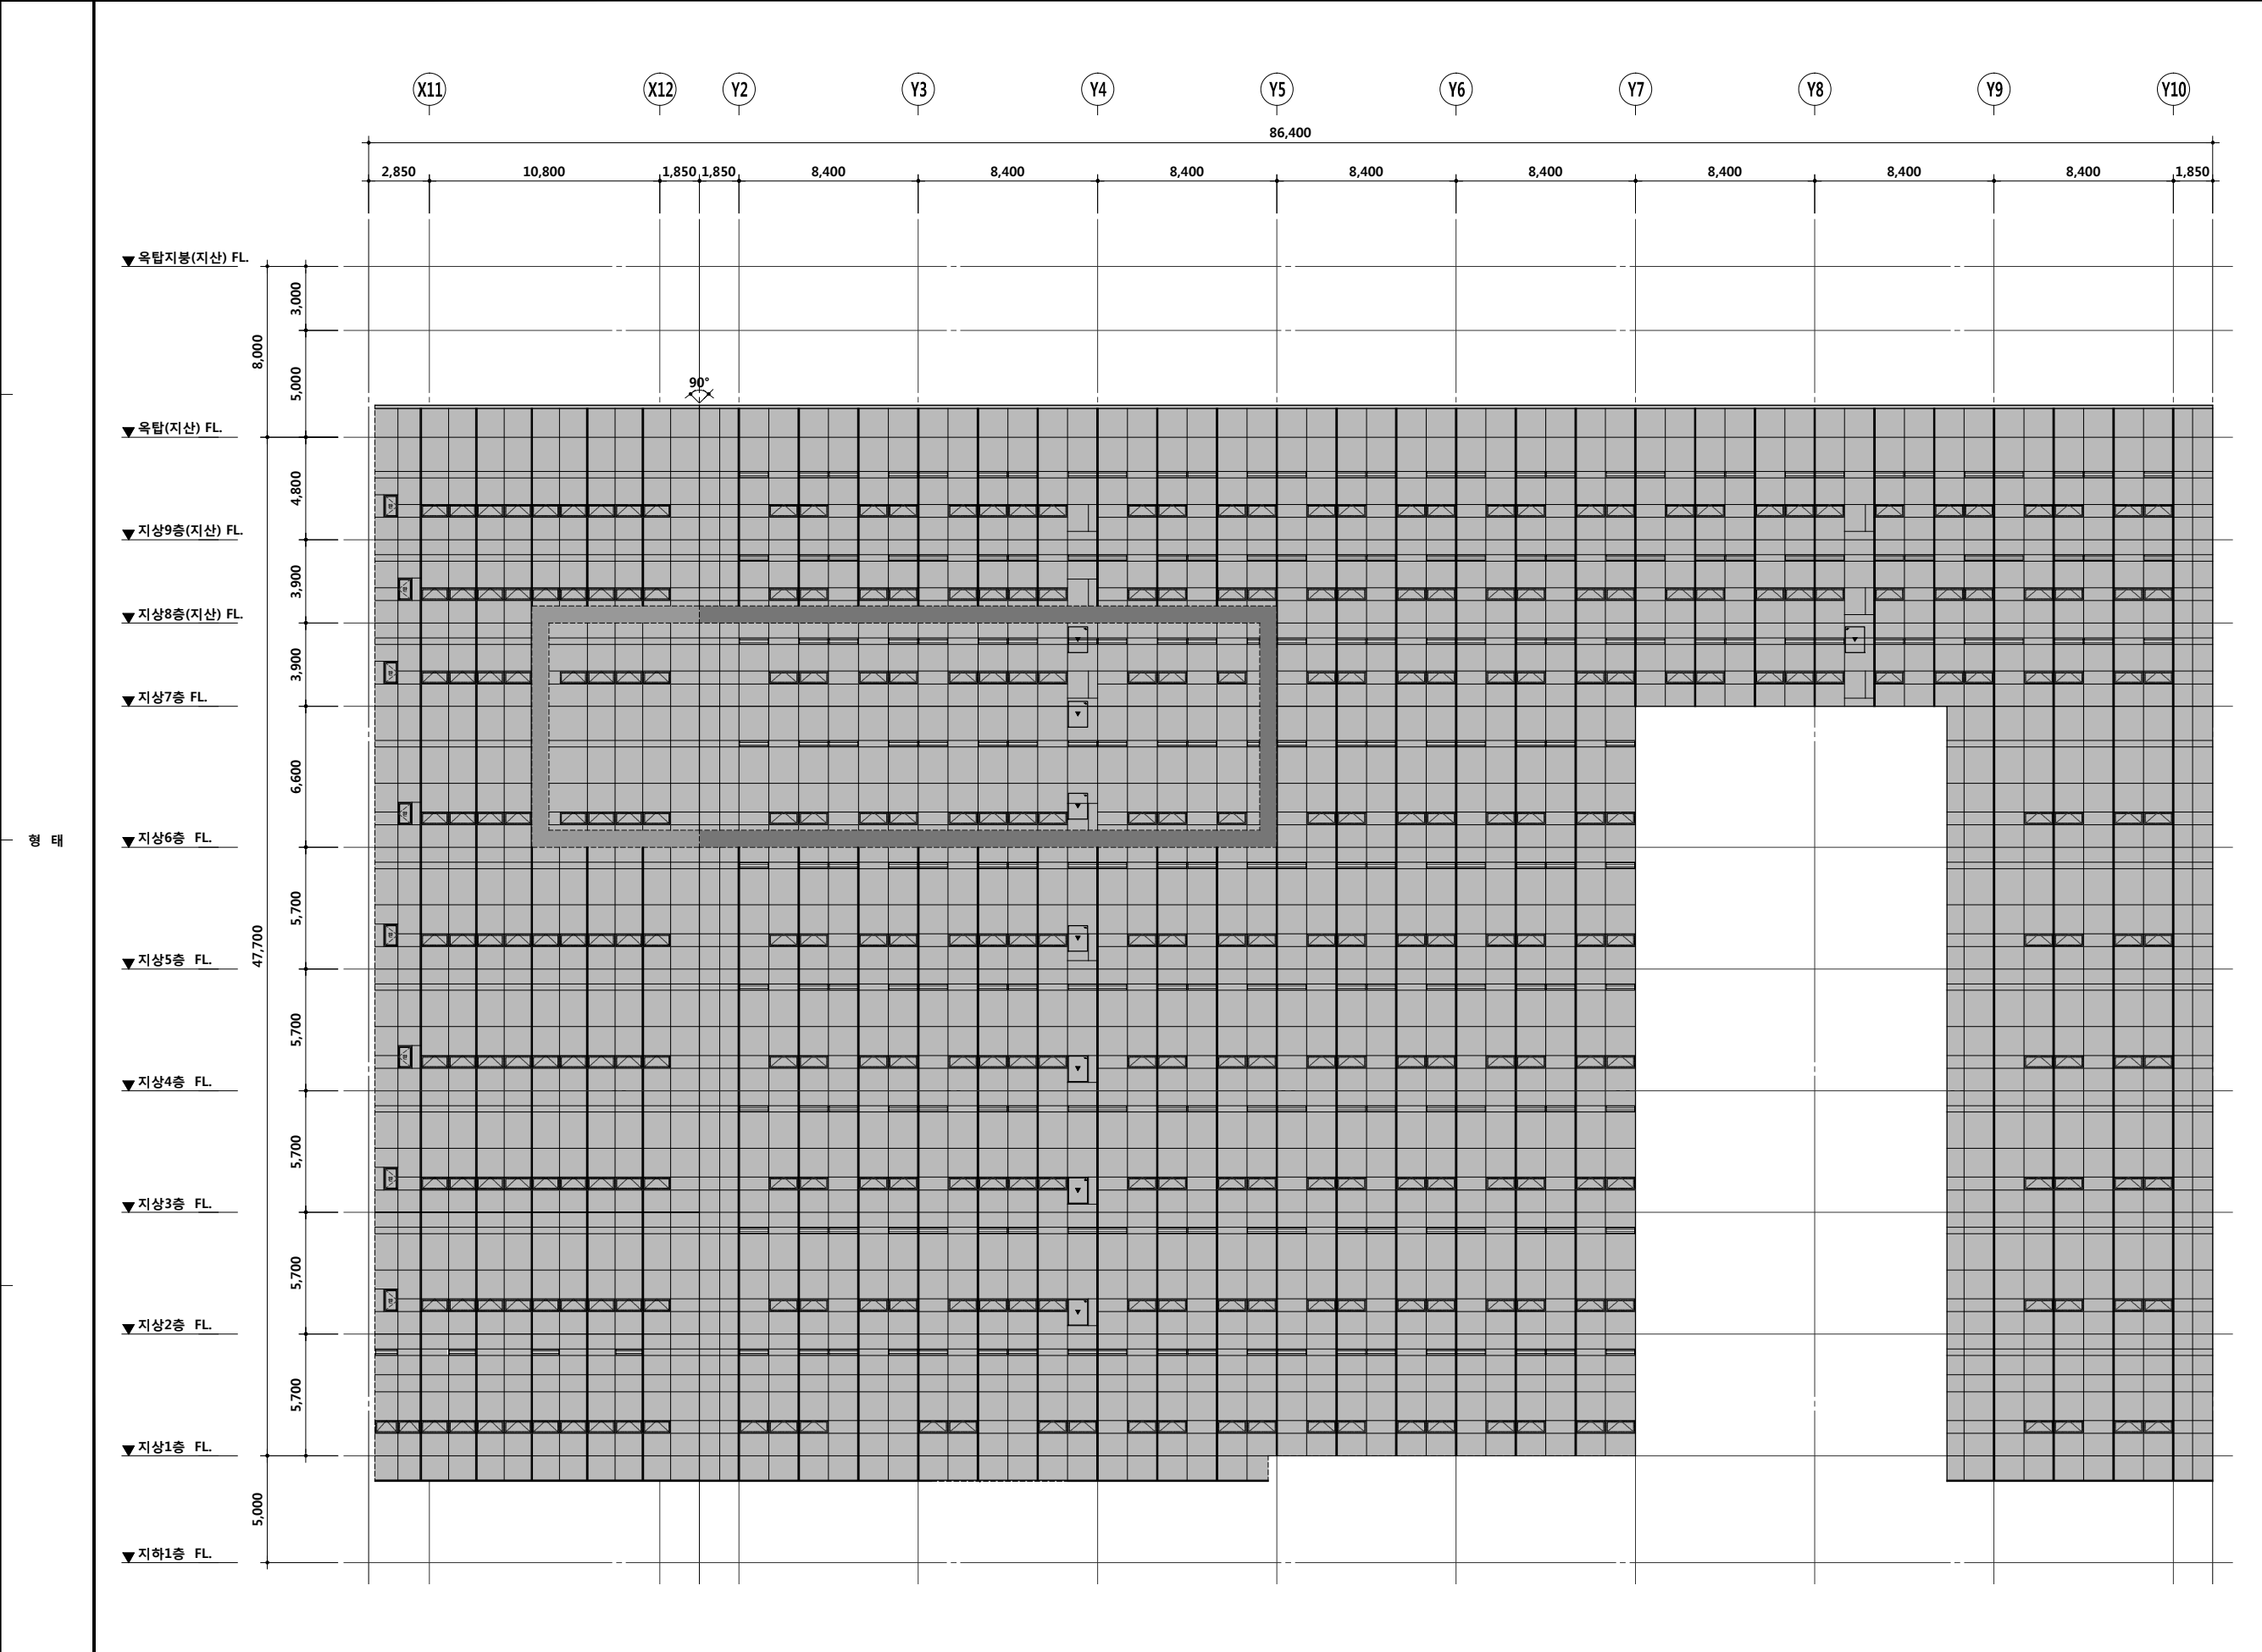 X11 X12 Y2 Y3 Y4 Y5 Y6 Y7 Y8 Y9 Y10
86,400
2,850 10,800 1,850 1,850 8,400 8,400 8,400 8,400 8,400 8,400 8,400 8,400 1,850
옥탑지붕(지산) FL.
3,000
8,000
5,000
90°
옥탑(지산) FL.
4,800
지상9층(지산) FL.
3,900
지상8층(지산) FL.
3,900
지상7층 FL.
6,600
형 태
지상6층 FL.
5,700
47,700
지상5층 FL.
5,700
지상4층 FL.
5,700
지상3층 FL.
5,700
지상2층 FL.
5,700
지상1층 FL.
5,000
지하1층 FL.